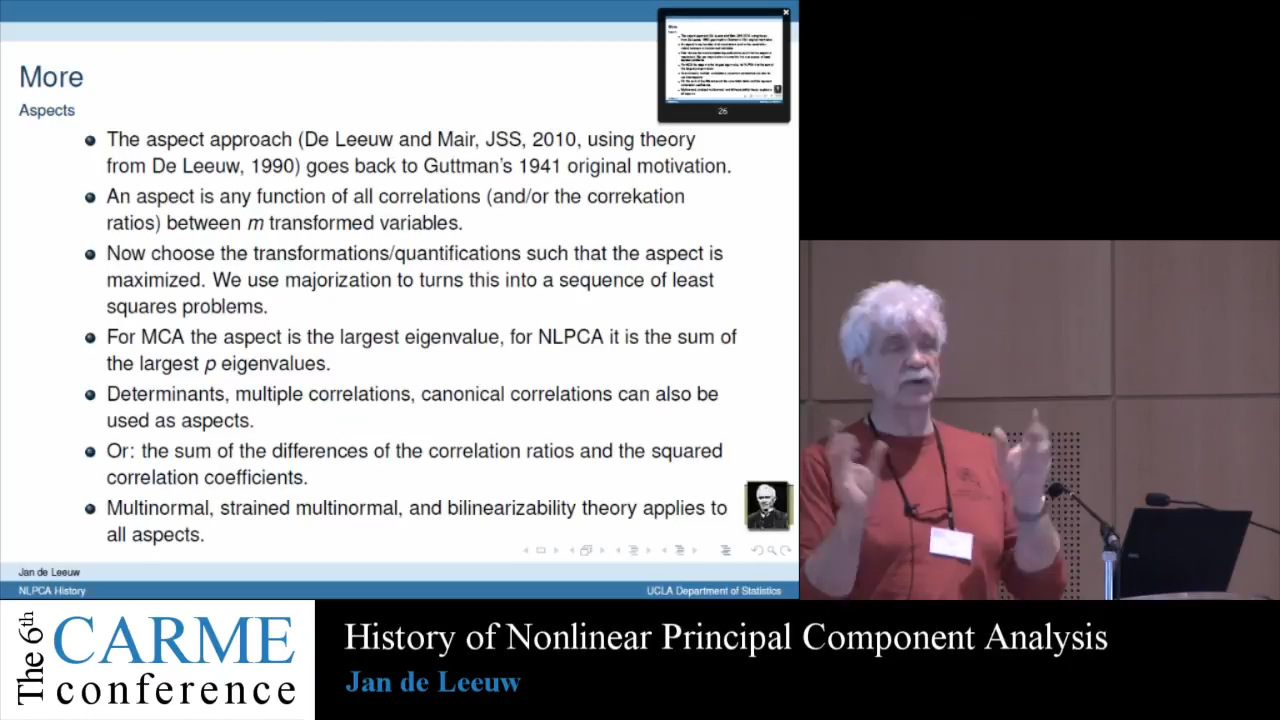 More
Aspects
The aspect approach (De Leeuw and Mair, JSS, 2010, using theory
from De Leeuw, 1990) goes back to Guttman's 1941 original motivation.
An aspect is any function of all correlations (and/or the correkation
ratios) between m transformed variables.
Now choose the transformations/quantifications such that the aspect is
maximized. We use majorization to turns this into a sequence of least
squares problems.
For MCA the aspect is the largest eigenvalue, for NLPCA it is the sum of
the largest p eigenvalues.
Determinants, multiple correlations, canonical correlations can also be
used as aspects.
Or: the sum of the differences of the correlation ratios and the squared
correlation coefficients.
Multinormal, strained multinormal, and bilinearizability theory applies to
all aspects.
26
Jan de Leeuw
NLPCA History
UCLA Department of Statistics
The 6th
CARME
conference
History of Nonlinear Principal Component Analysis
Jan de Leeuw